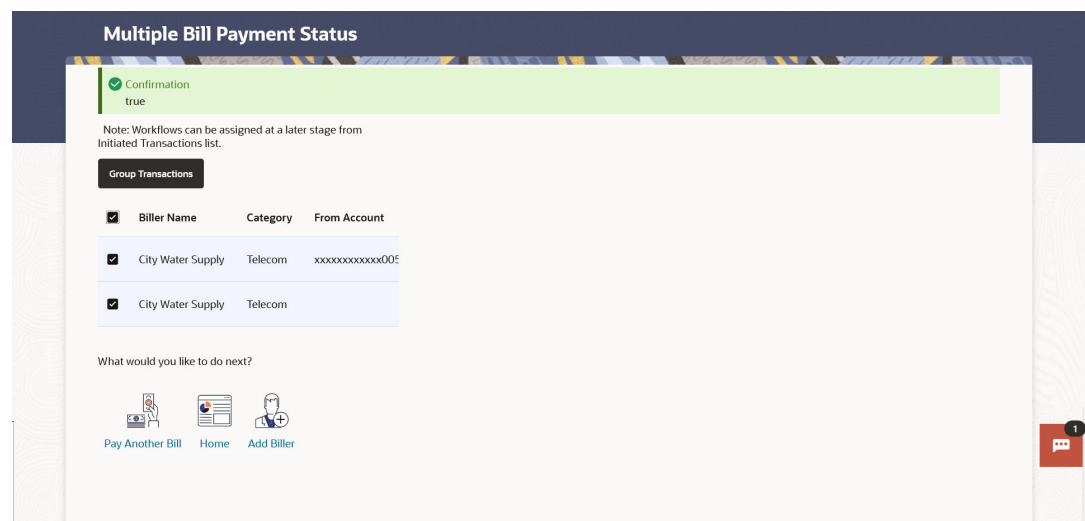 Multiple Bill Payment Status
Confirmation
true
Note: Workflows can be assigned at a later stage from
Initiated Transactions list.
Group Transactions
Biller Name Category From Account
City Water Supply Telecom xxxxxxxxxxxx005
City Water Supply Telecom
What would you like to do next?
Pay Another Bill Home Add Biller
1